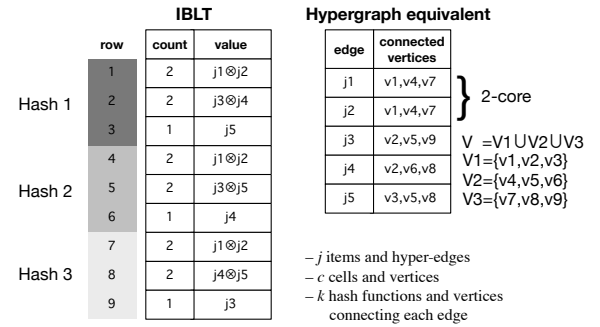 IBLT
row count value
Hash 1
1 2 j1⊗j2
2 2 j3⊗j4
3 1 j5
Hash 2
4 2 j1⊗j2
5 2 j3⊗j5
6 1 j4
Hash 3
7 2 j1⊗j2
8 2 j4⊗j5
9 1 j3
Hypergraph equivalent
edge connected vertices
j1 v1,v4,v7
j2 v1,v4,v7
j3 v2,v5,v9
j4 v2,v6,v8
j5 v3,v5,v8
} 2-core
V =V1∪V2∪V3
V1={v1,v2,v3}
V2={v4,v5,v6}
V3={v7,v8,v9}
– j items and hyper-edges
– c cells and vertices
– k hash functions and vertices
connecting each edge